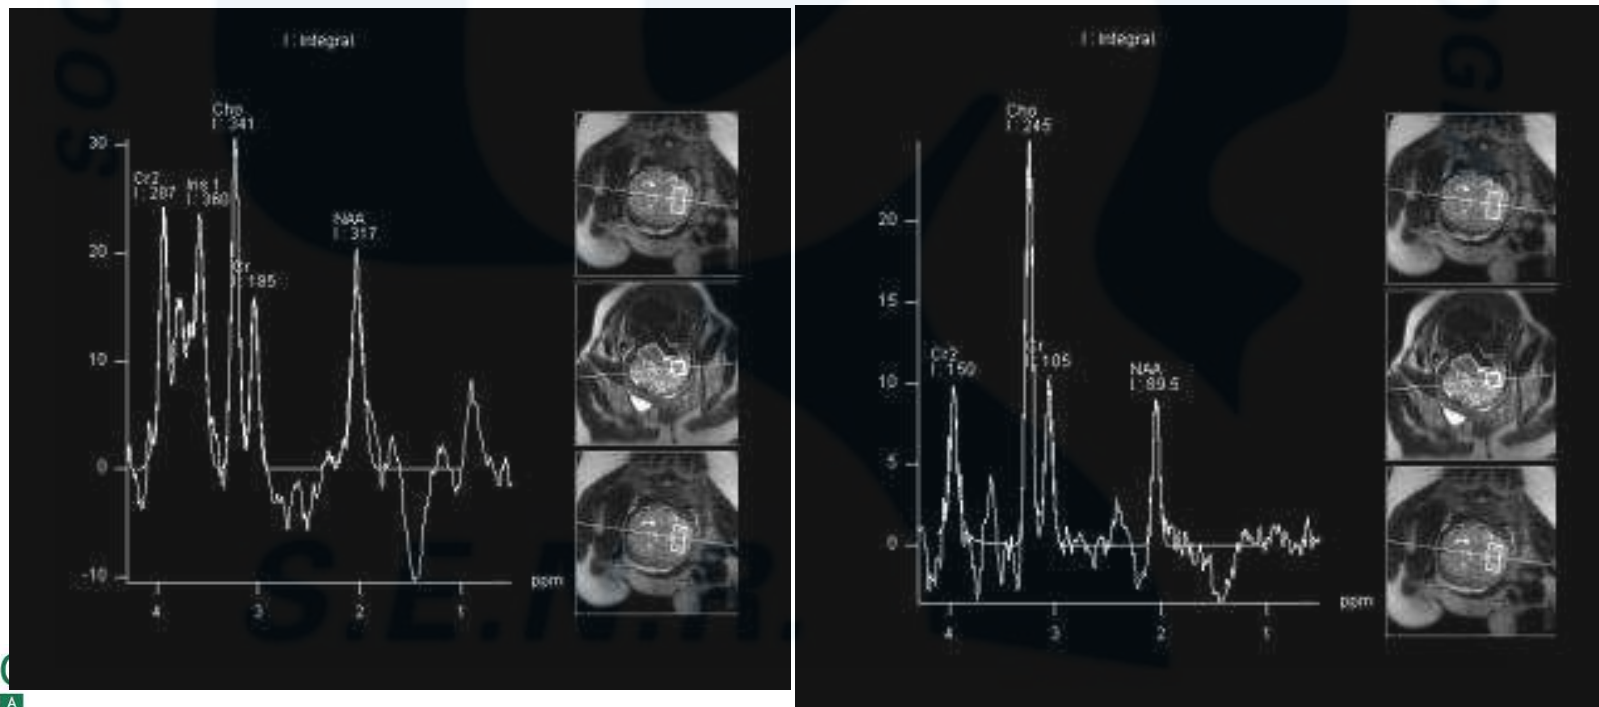 I : Integral
Cho
I : 341
30
Cr2
I : 287
Ins 1
I : 360
NAA
I : 317
20
Cr
I : 185
10
0
-10
ppm
4 3 2 1
I : Integral
Cho
I : 245
20
15
Cr2
I : 150
Cr
I : 105
NAA
I : 89.5
10
5
0
ppm
4 3 2 1
S.E.N.R.
A